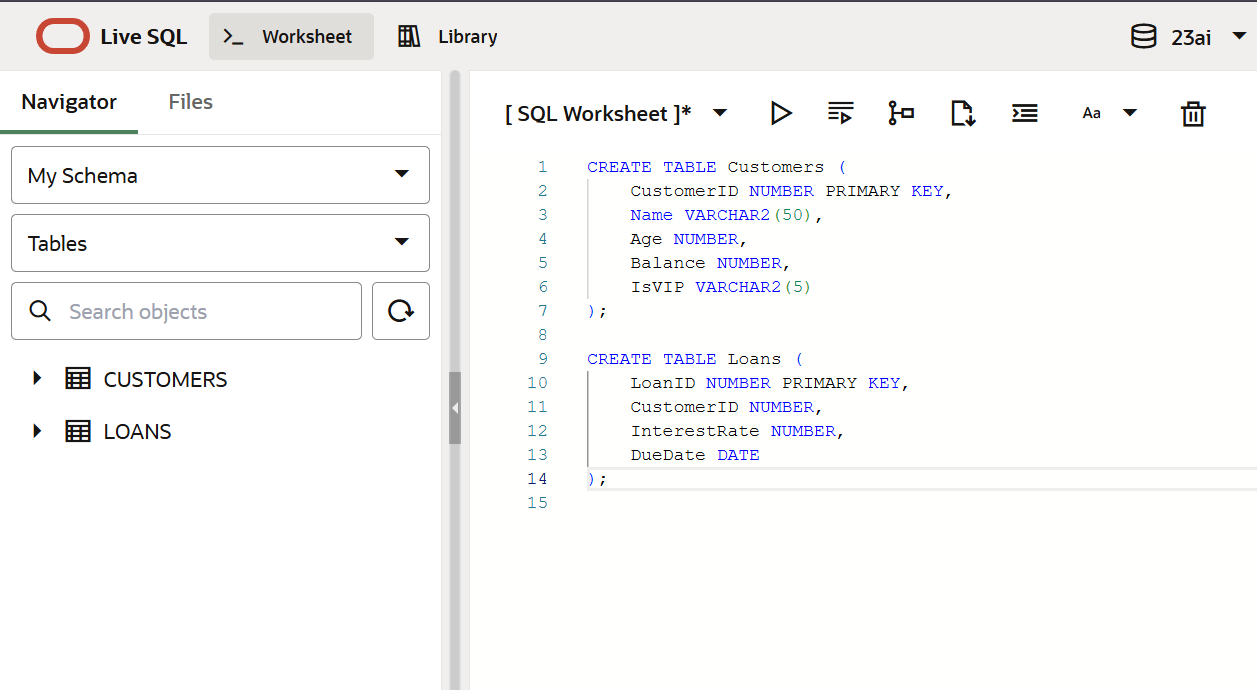 Live SQL
>_ Worksheet
Library
23ai
Navigator
Files
My Schema
Tables
Search objects
CUSTOMERS
LOANS
[ SQL Worksheet ]*
Aa
1 CREATE TABLE Customers (
2     CustomerID NUMBER PRIMARY KEY,
3     Name VARCHAR2(50),
4     Age NUMBER,
5     Balance NUMBER,
6     IsVIP VARCHAR2(5)
7 );
8
9 CREATE TABLE Loans (
10     LoanID NUMBER PRIMARY KEY,
11     CustomerID NUMBER,
12     InterestRate NUMBER,
13     DueDate DATE
14 );
15